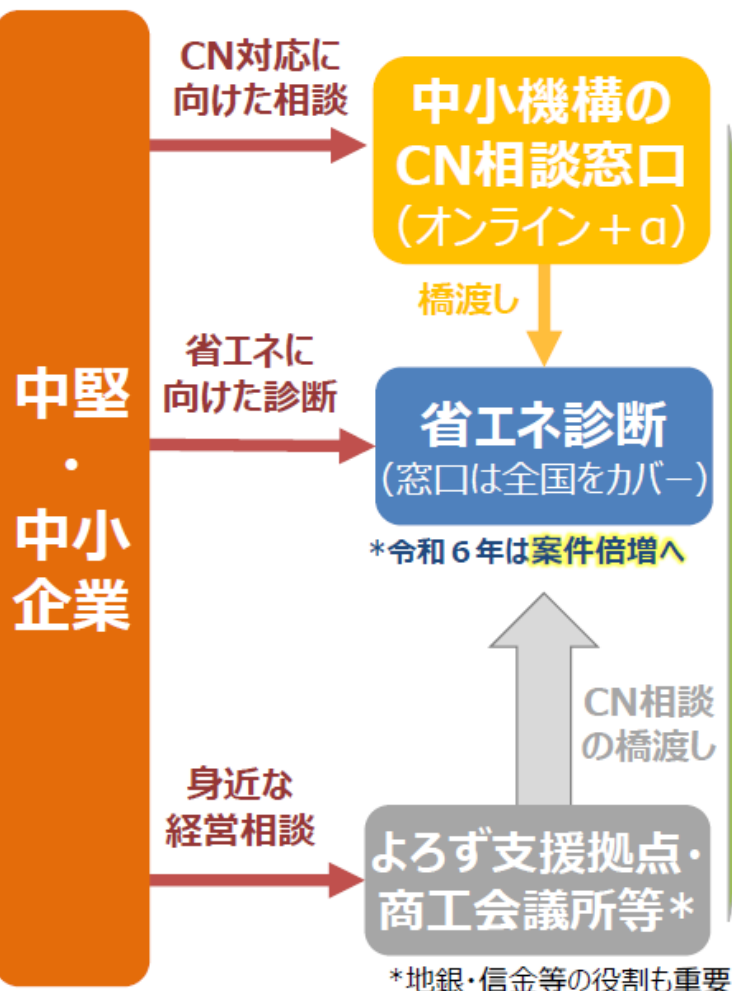 CN対応に
向けた相談
中小機構の
CN相談窓口
（オンライン＋α）
橋渡し
省エネに
向けた診断
中堅
・
中小
企業
省エネ診断
（窓口は全国をカバー）
*令和６年は案件倍増へ
CN相談
の橋渡し
身近な
経営相談
よろず支援拠点・
商工会議所等*
*地銀・信金等の役割も重要